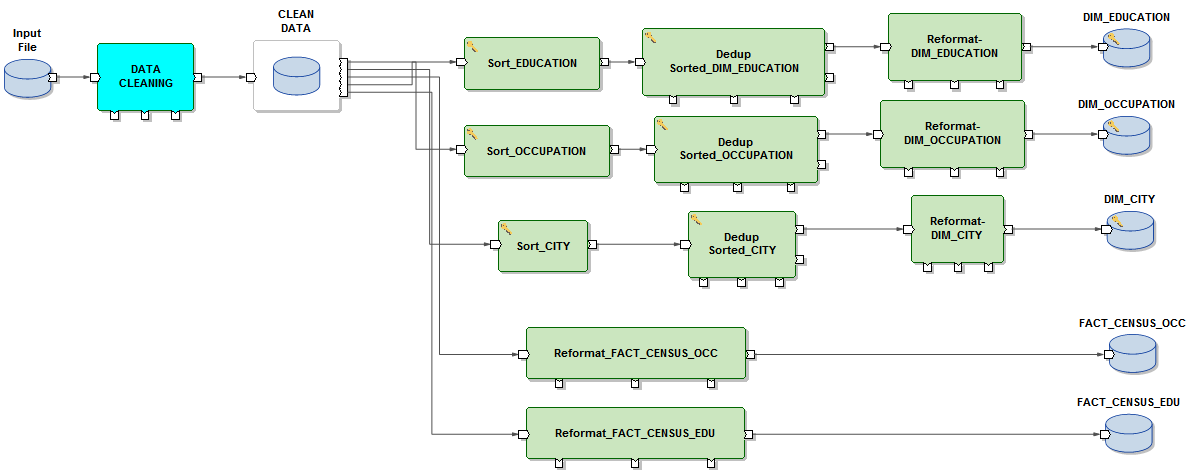 Input
File
DATA
CLEANING
CLEAN
DATA
Sort_EDUCATION
Dedup
Sorted_DIM_EDUCATION
Reformat-
DIM_EDUCATION
DIM_EDUCATION
Sort_OCCUPATION
Dedup
Sorted_OCCUPATION
Reformat-
DIM_OCCUPATION
DIM_OCCUPATION
Sort_CITY
Dedup
Sorted_CITY
Reformat-
DIM_CITY
DIM_CITY
Reformat_FACT_CENSUS_OCC
FACT_CENSUS_OCC
Reformat_FACT_CENSUS_EDU
FACT_CENSUS_EDU